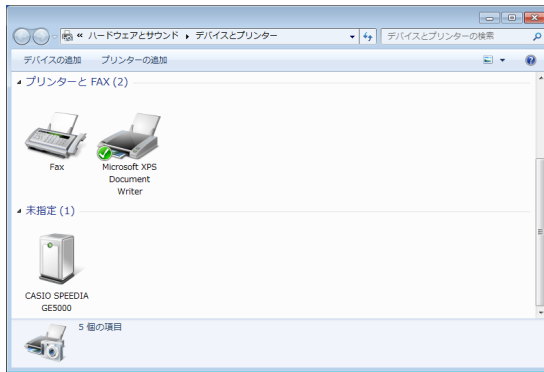 « ハードウェアとサウンド ▸ デバイスとプリンター
デバイスとプリンターの検索
デバイスの追加 プリンターの追加
プリンターと FAX (2)
Fax
Microsoft XPS
Document
Writer
未指定 (1)
CASIO SPEEDIA
GE5000
5 個の項目